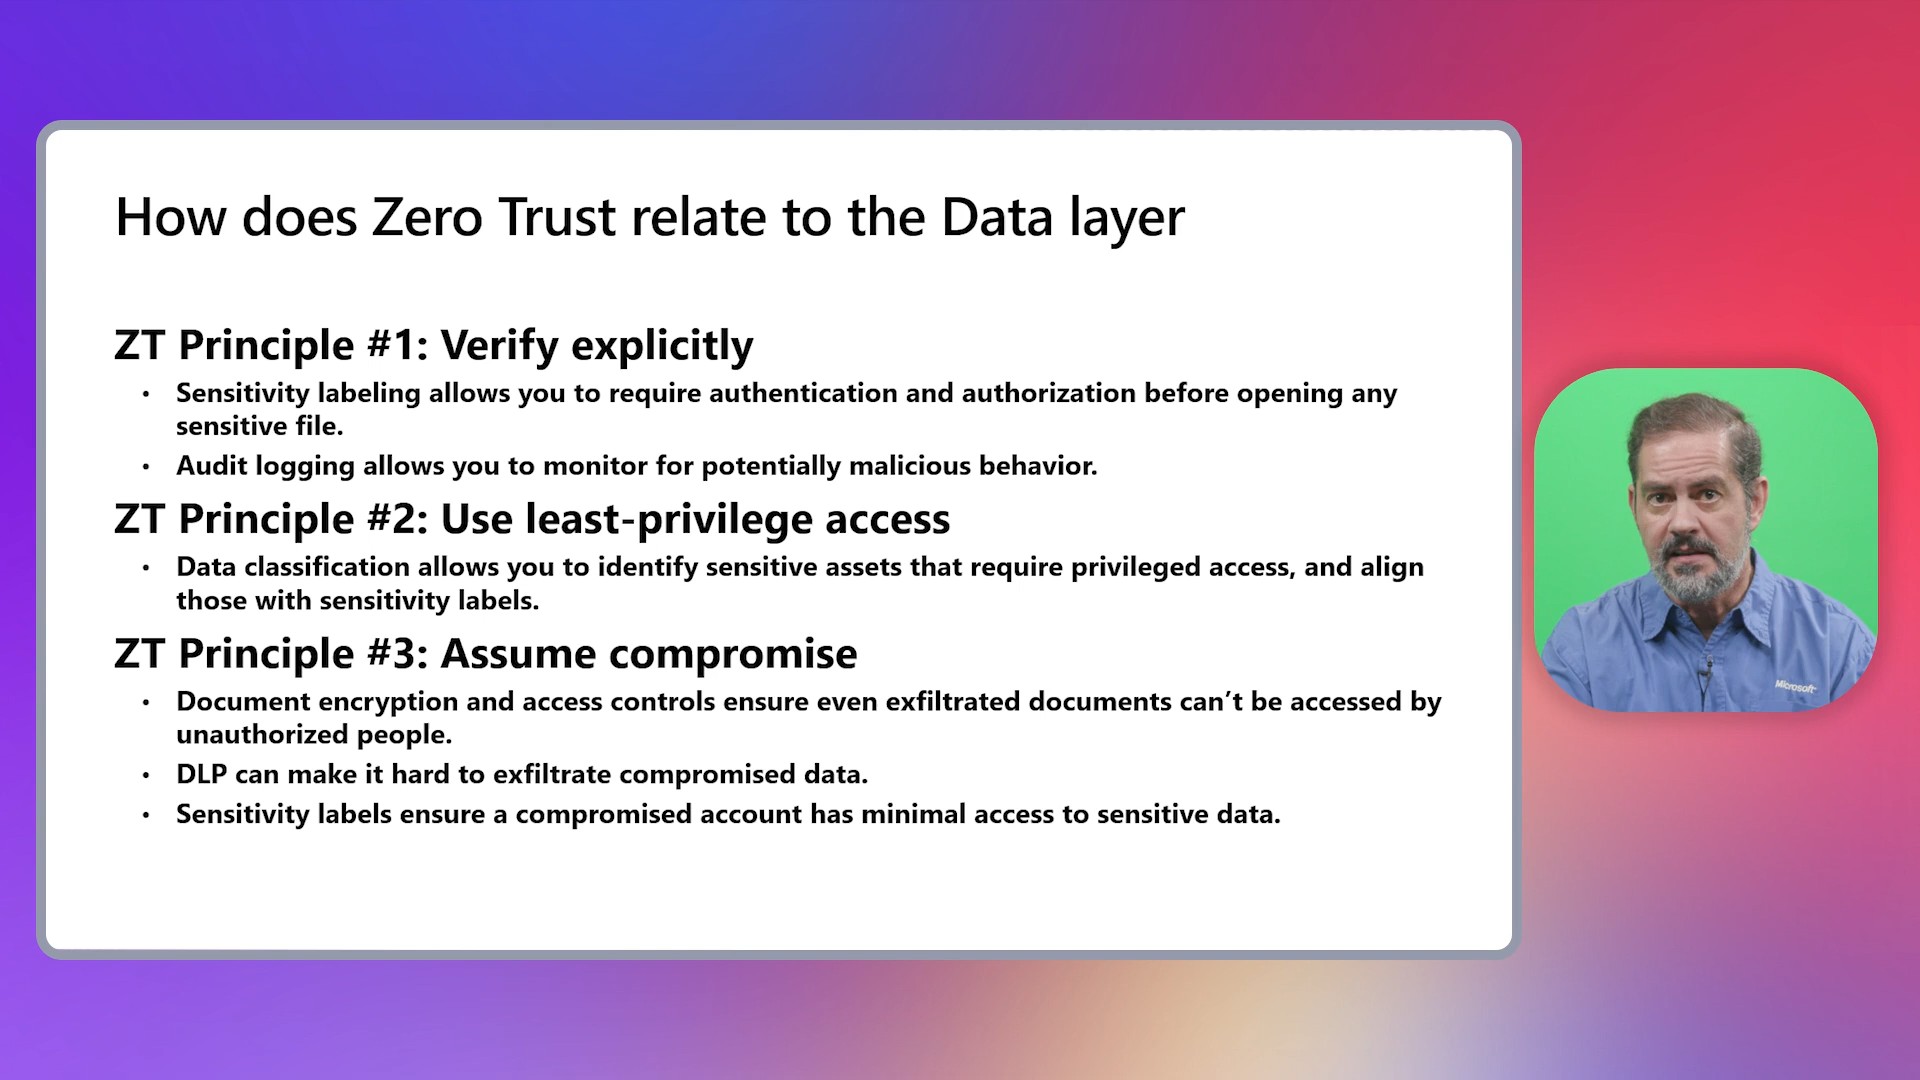 How does Zero Trust relate to the Data layer
ZT Principle #1: Verify explicitly
• Sensitivity labeling allows you to require authentication and authorization before opening any
sensitive file.
• Audit logging allows you to monitor for potentially malicious behavior.
ZT Principle #2: Use least-privilege access
• Data classification allows you to identify sensitive assets that require privileged access, and align
those with sensitivity labels.
ZT Principle #3: Assume compromise
• Document encryption and access controls ensure even exfiltrated documents can’t be accessed by
unauthorized people.
• DLP can make it hard to exfiltrate compromised data.
• Sensitivity labels ensure a compromised account has minimal access to sensitive data.
Microsoft